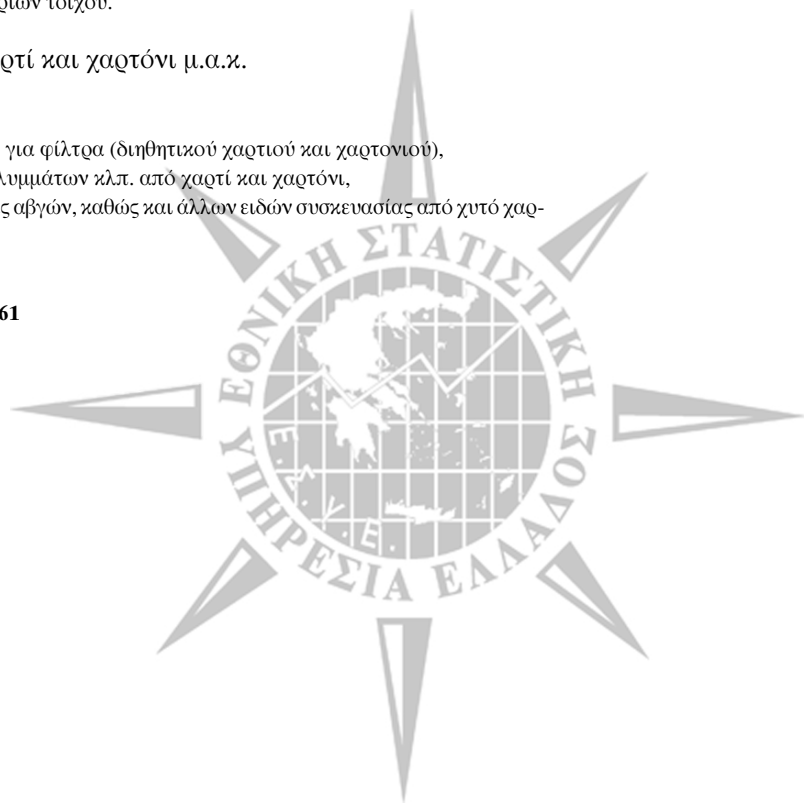 ριών τοίχου.
ρτί και χαρτόνι μ.α.κ.
για φίλτρα (διηθητικού χαρτιού και χαρτονιού),
λυμμάτων κλπ. από χαρτί και χαρτόνι,
ς αβγών, καθώς και άλλων ειδών συσκευασίας από χυτό χαρ-
61
ΕΘΝΙΚΗ ΣΤΑΤΙΣΤΙΚΗ
ΥΠΗΡΕΣΙΑ ΕΛΛΑΔΟΣ
Ε.Σ.Υ.Ε.